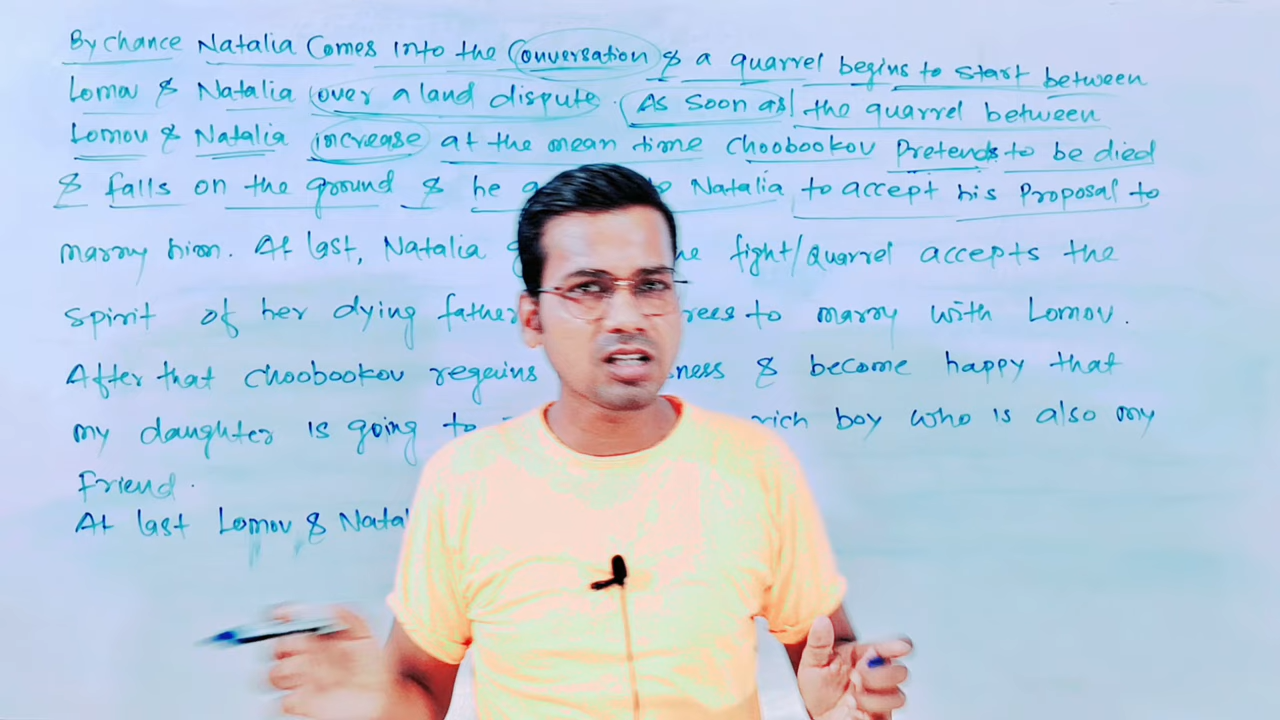 By chance Natalia Comes into the Conversation & a quarrel begins to start between
Lomov & Natalia over a land dispute. As soon as the quarrel between
Lomov & Natalia increase at the mean time Choobookov Pretends to be died
& falls on the ground & he Natalia to accept his Proposal to
marry him. At last, Natalia fight/quarrel accepts the
spirit of her dying father to marry with Lomov.
After that Choobookov regains & become happy that
my daughter is going to rich boy who is also my
friend.
At last Lomov &